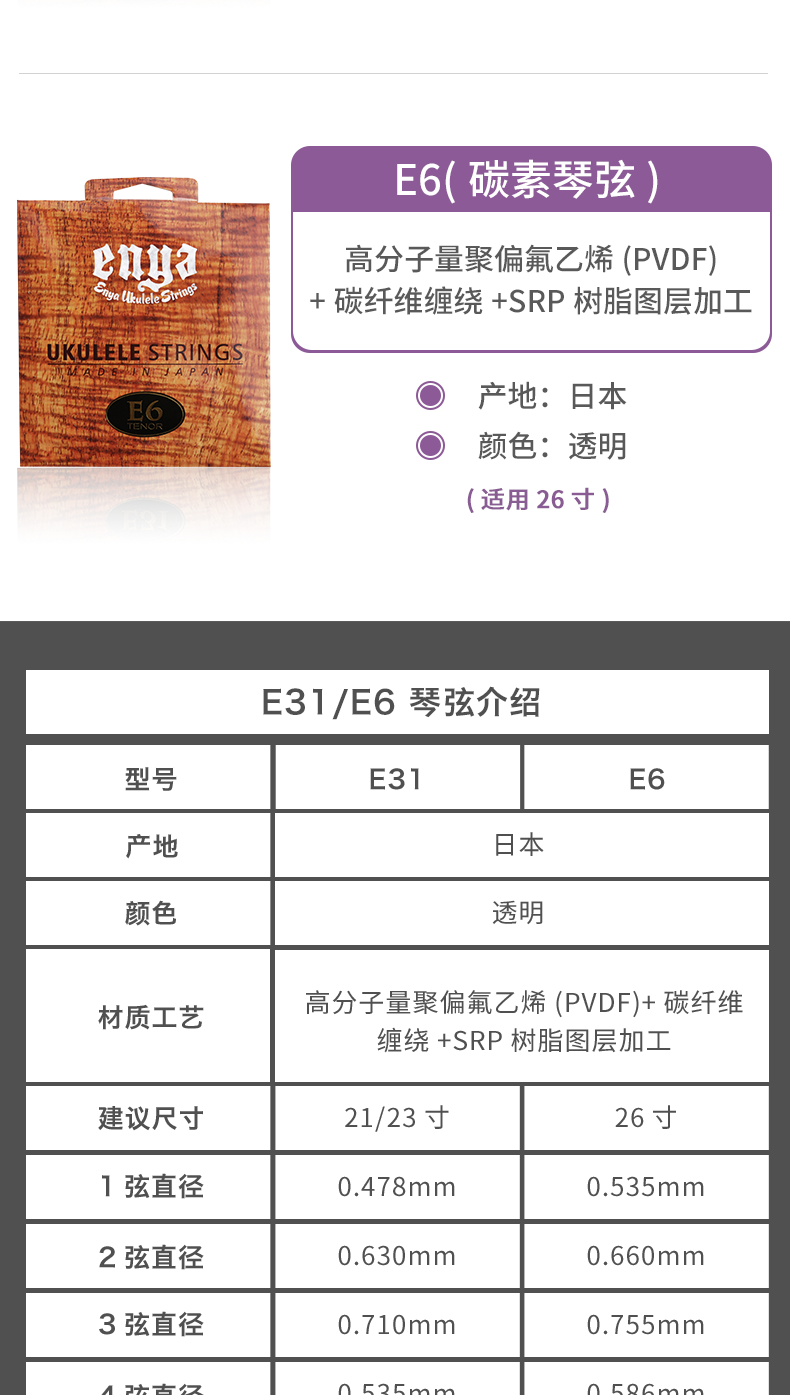 E6( 碳素琴弦 )
高分子量聚偏氟乙烯 (PVDF)
+ 碳纤维缠绕 +SRP 树脂图层加工
产地：日本
颜色：透明
( 适用 26 寸 )
enya
Enya Ukulele Strings
UKULELE STRINGS
MADE IN JAPAN
E6
TENOR
E31/E6 琴弦介绍
型号 E31 E6
产地 日本
颜色 透明
材质工艺 高分子量聚偏氟乙烯 (PVDF)+ 碳纤维
缠绕 +SRP 树脂图层加工
建议尺寸 21/23 寸 26 寸
1 弦直径 0.478mm 0.535mm
2 弦直径 0.630mm 0.660mm
3 弦直径 0.710mm 0.755mm
4 弦直径 0.535mm 0.586mm